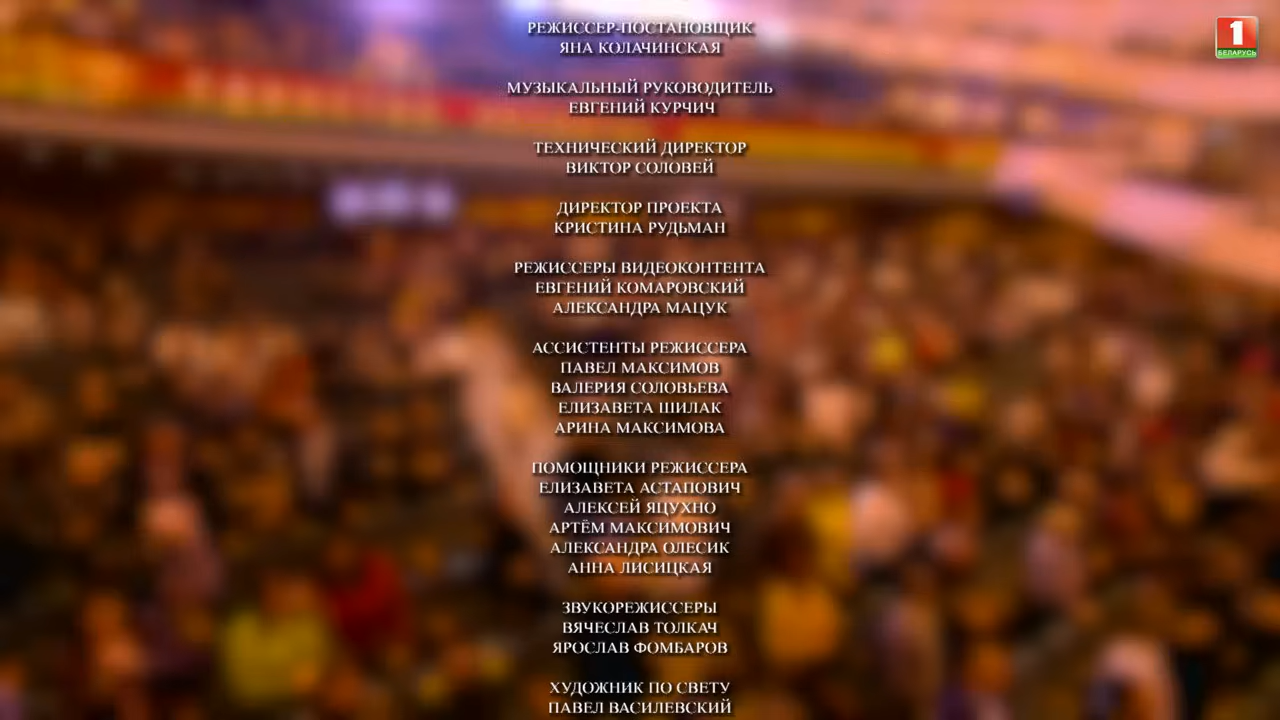 РЕЖИССЕР-ПОСТАНОВЩИК
ЯНА КОЛАЧИНСКАЯ
МУЗЫКАЛЬНЫЙ РУКОВОДИТЕЛЬ
ЕВГЕНИЙ КУРЧИЧ
ТЕХНИЧЕСКИЙ ДИРЕКТОР
ВИКТОР СОЛОВЕЙ
ДИРЕКТОР ПРОЕКТА
КРИСТИНА РУДЬМАН
РЕЖИССЕРЫ ВИДЕОКОНТЕНТА
ЕВГЕНИЙ КОМАРОВСКИЙ
АЛЕКСАНДРА МАЦУК
АССИСТЕНТЫ РЕЖИССЕРА
ПАВЕЛ МАКСИМОВ
ВАЛЕРИЯ СОЛОВЬЕВА
ЕЛИЗАВЕТА ШИЛАК
АРИНА МАКСИМОВА
ПОМОЩНИКИ РЕЖИССЕРА
ЕЛИЗАВЕТА АСТАПОВИЧ
АЛЕКСЕЙ ЯЦУХНО
АРТЁМ МАКСИМОВИЧ
АЛЕКСАНДРА ОЛЕСИК
АННА ЛИСИЦКАЯ
ЗВУКОРЕЖИССЕРЫ
ВЯЧЕСЛАВ ТОЛКАЧ
ЯРОСЛАВ ФОМБАРОВ
ХУДОЖНИК ПО СВЕТУ
ПАВЕЛ ВАСИЛЕВСКИЙ
1
БЕЛАРУСЬ